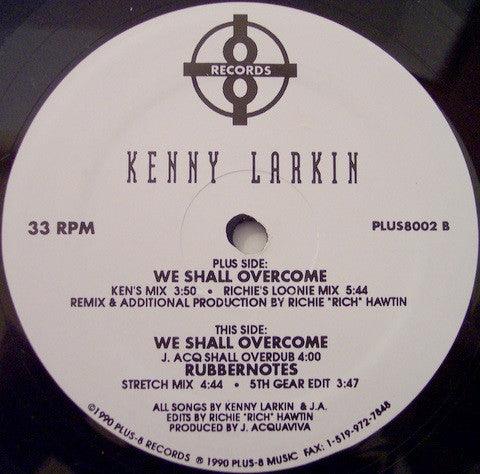 8
RECORDS
KENNY LARKIN
33 RPM
PLUS8002 B
PLUS SIDE:
WE SHALL OVERCOME
KEN'S MIX 3:50 • RICHIE'S LOONIE MIX 5:44
REMIX & ADDITIONAL PRODUCTION BY RICHIE "RICH" HAWTIN
THIS SIDE:
WE SHALL OVERCOME
J. ACQ SHALL OVERDUB 4:00
RUBBERNOTES
STRETCH MIX 4:44 • 5TH GEAR EDIT 3:47
ALL SONGS BY KENNY LARKIN & J.A.
EDITS BY RICHIE "RICH" HAWTIN
PRODUCED BY J. ACQUAVIVA
©1990 PLUS-8 RECORDS ℗ 1990 PLUS-8 MUSIC FAX: 1-519-972-7848